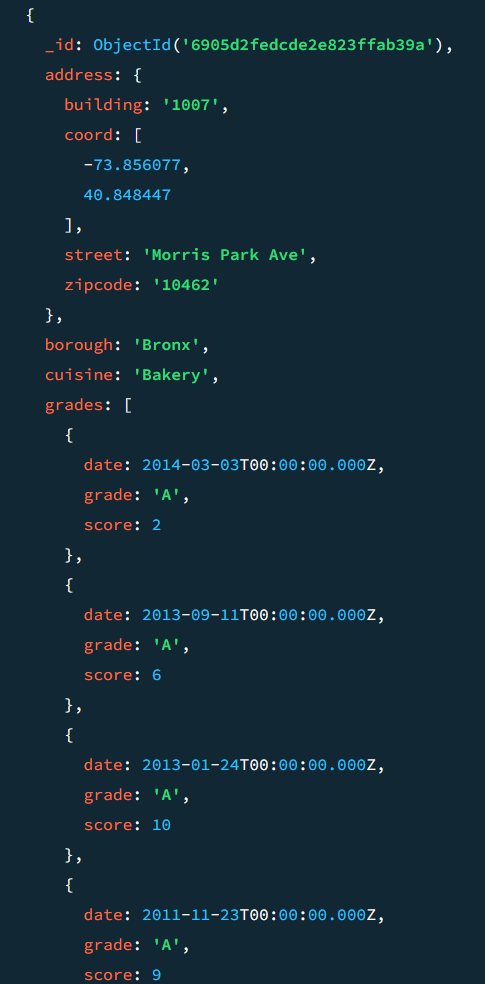 {
_id: ObjectId('6905d2fedcde2e823ffab39a'),
address: {
building: '1007',
coord: [
-73.856077,
40.848447
],
street: 'Morris Park Ave',
zipcode: '10462'
},
borough: 'Bronx',
cuisine: 'Bakery',
grades: [
{
date: 2014-03-03T00:00:00.000Z,
grade: 'A',
score: 2
},
{
date: 2013-09-11T00:00:00.000Z,
grade: 'A',
score: 6
},
{
date: 2013-01-24T00:00:00.000Z,
grade: 'A',
score: 10
},
{
date: 2011-11-23T00:00:00.000Z,
grade: 'A',
score: 9